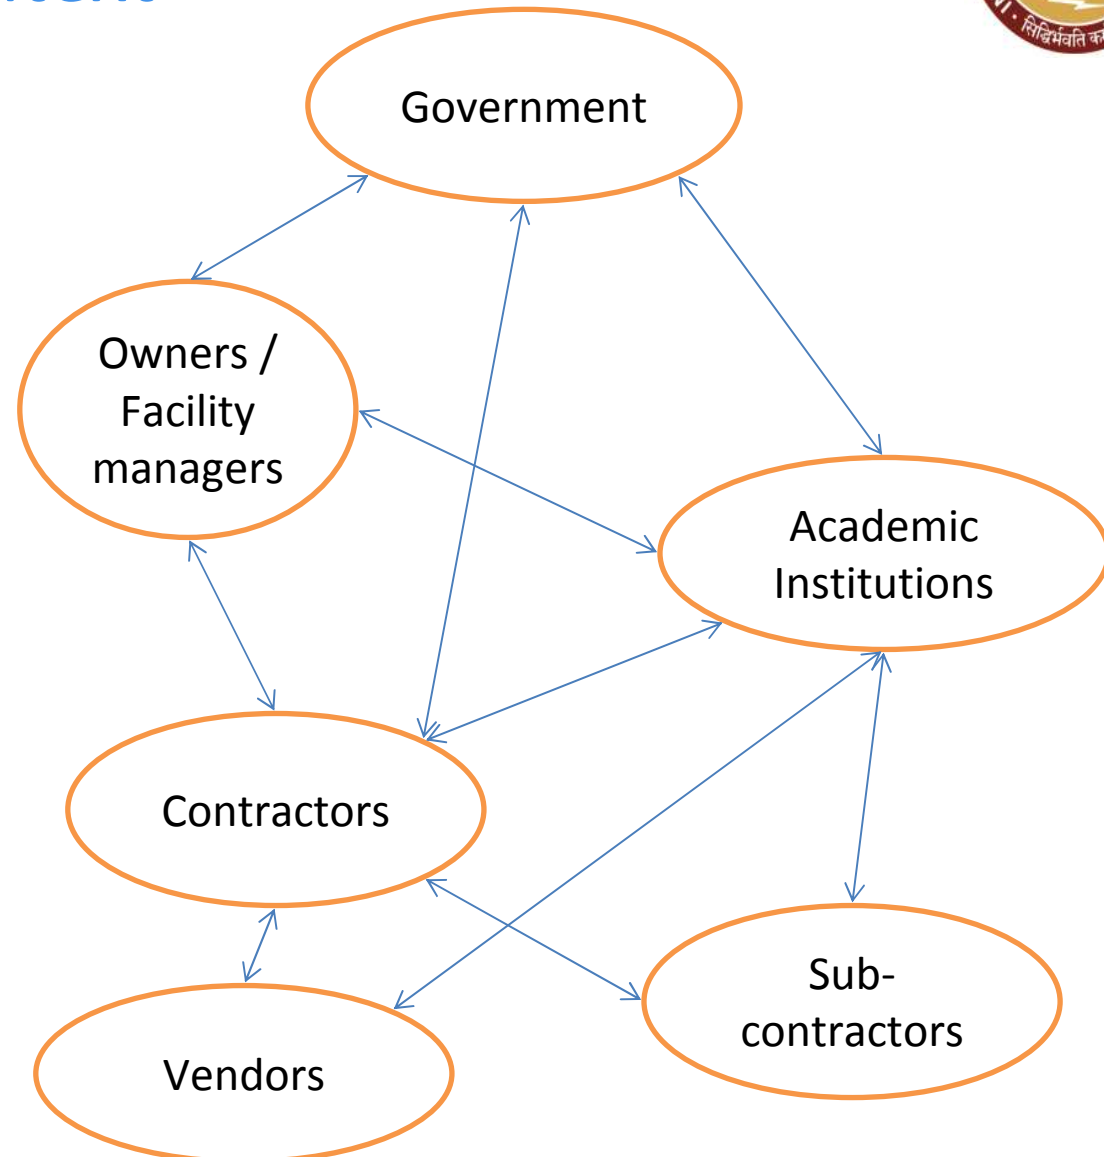 Government
Owners /
Facility
managers
Academic
Institutions
Contractors
Sub-
contractors
Vendors